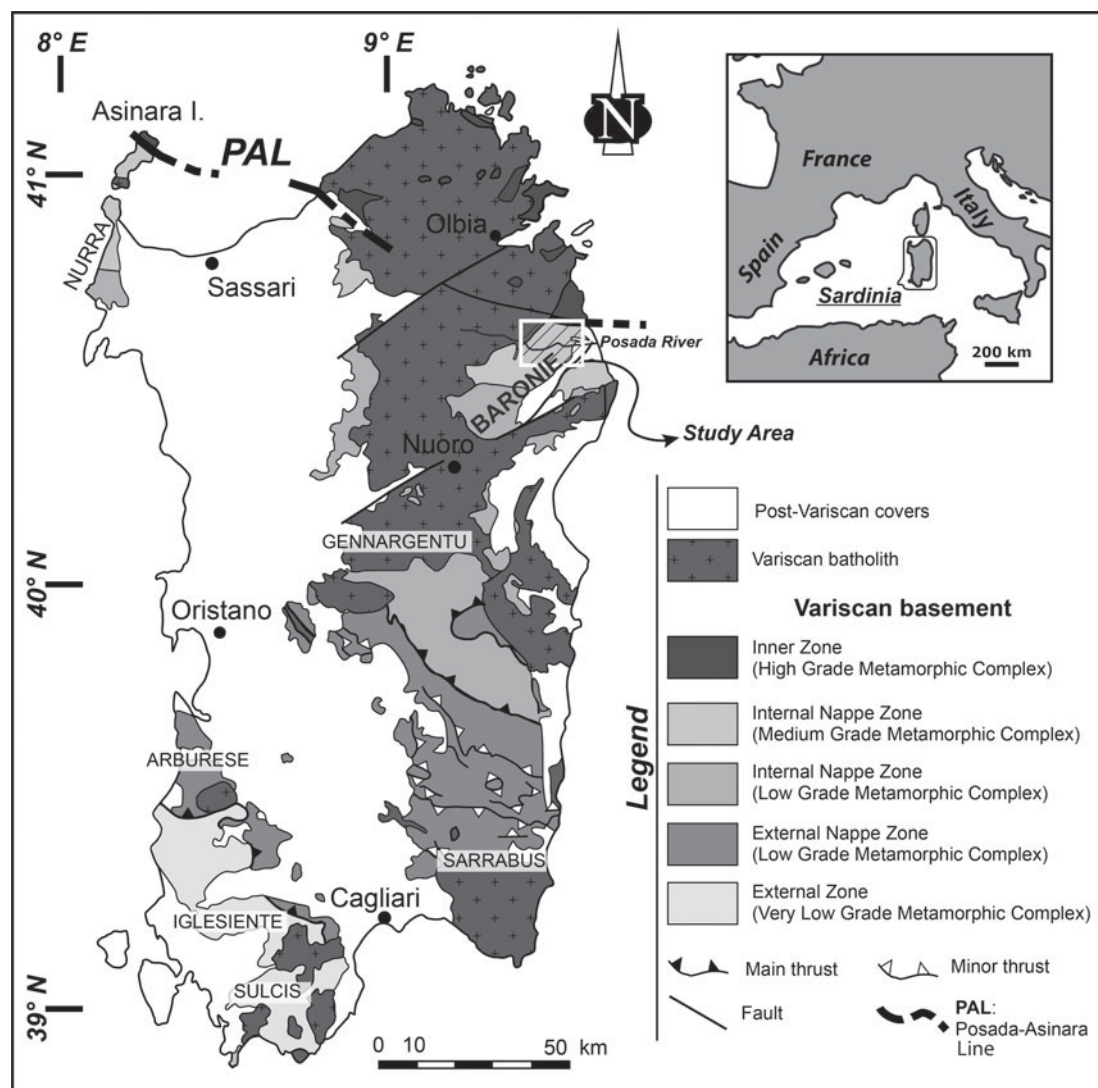 8° E
9° E
Asinara I.
PAL
N
41° N
NURRA
Sassari
Olbia
Posada River
BARONIE
Nuoro
Study Area
GENNARGENTU
40° N
Oristano
ARBURESE
SARRABUS
Cagliari
IGLESIENTE
SULCIS
39° N
0 10 50 km
France
Italy
Spain
Sardinia
Africa
200 km
Legend
Post-Variscan covers
Variscan batholith
Variscan basement
Inner Zone
(High Grade Metamorphic Complex)
Internal Nappe Zone
(Medium Grade Metamorphic Complex)
Internal Nappe Zone
(Low Grade Metamorphic Complex)
External Nappe Zone
(Low Grade Metamorphic Complex)
External Zone
(Very Low Grade Metamorphic Complex)
Main thrust
Minor thrust
Fault
PAL:
Posada-Asinara
Line